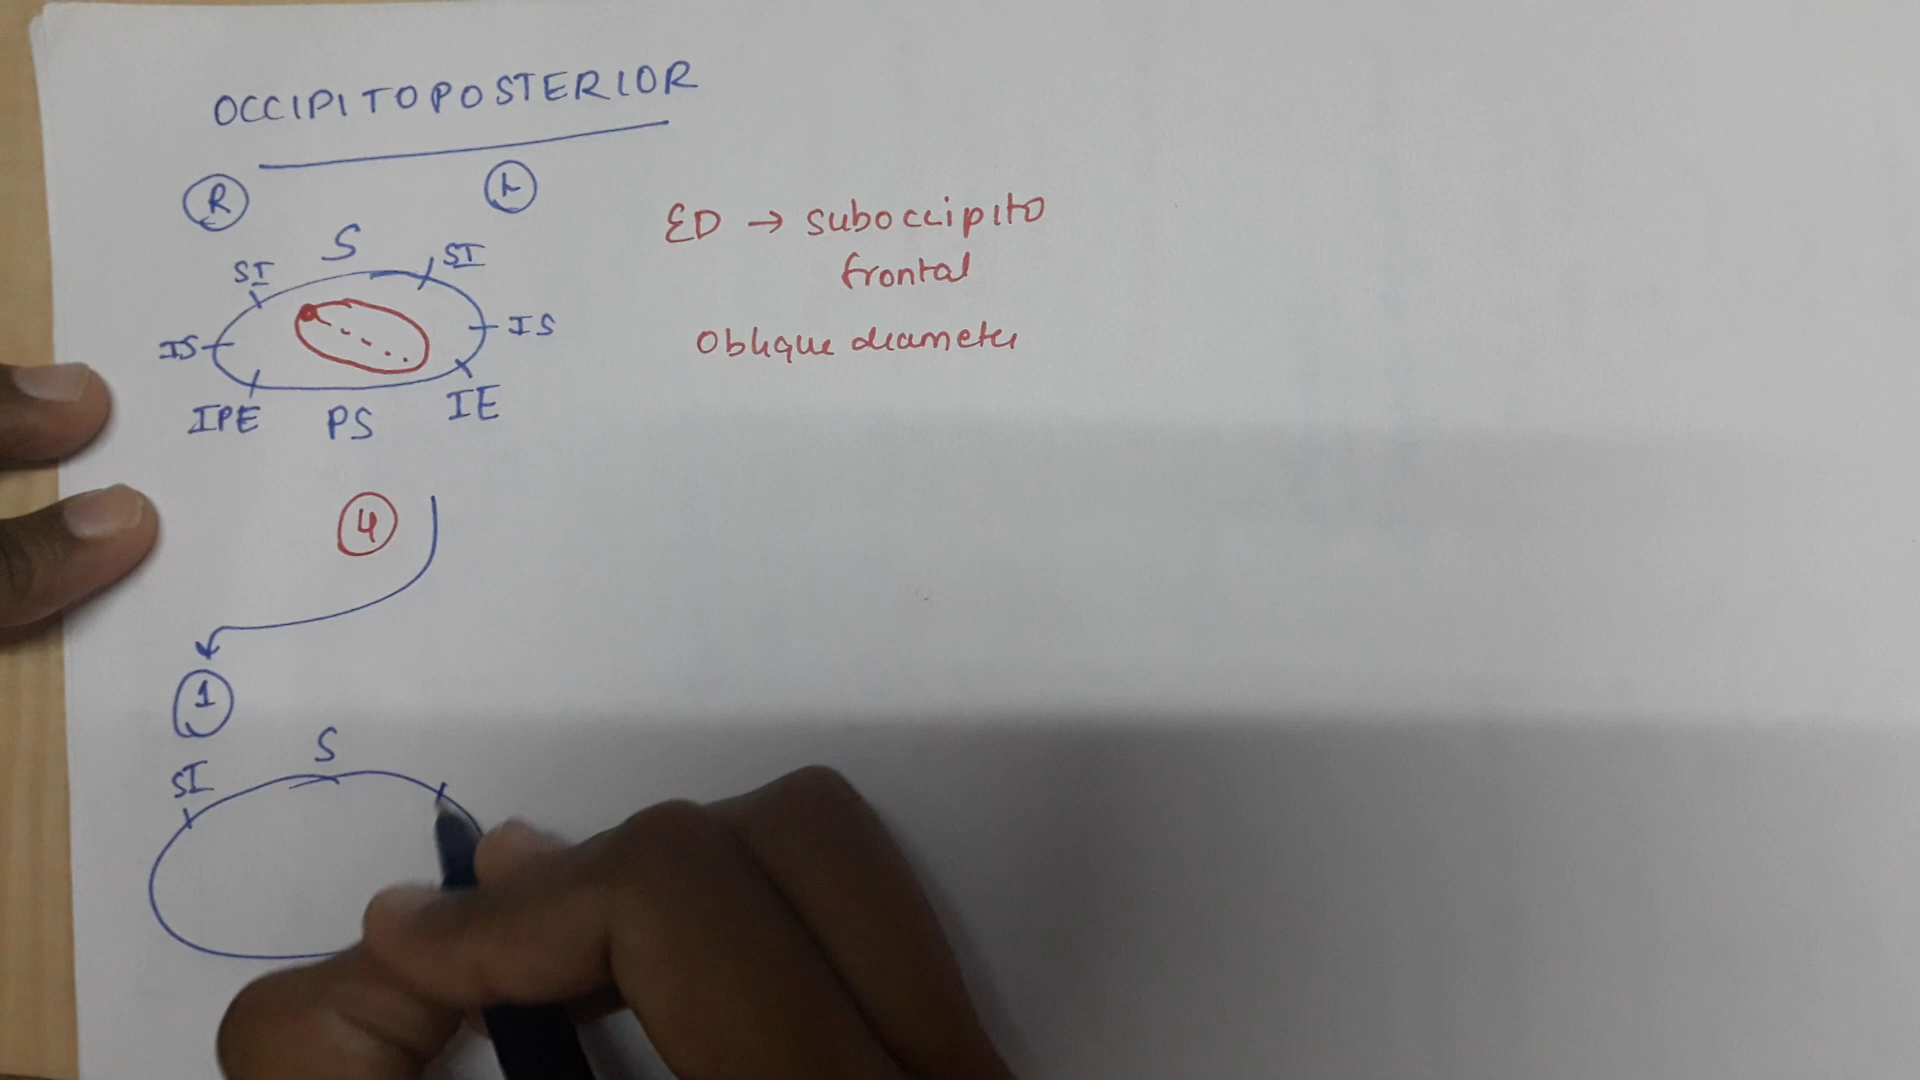 OCCIPITOPOSTERIOR
R L
S
SI SI
IS IS
IPE PS IE
ED → suboccipito
frontal
Oblique diameter
4
1
S
SI